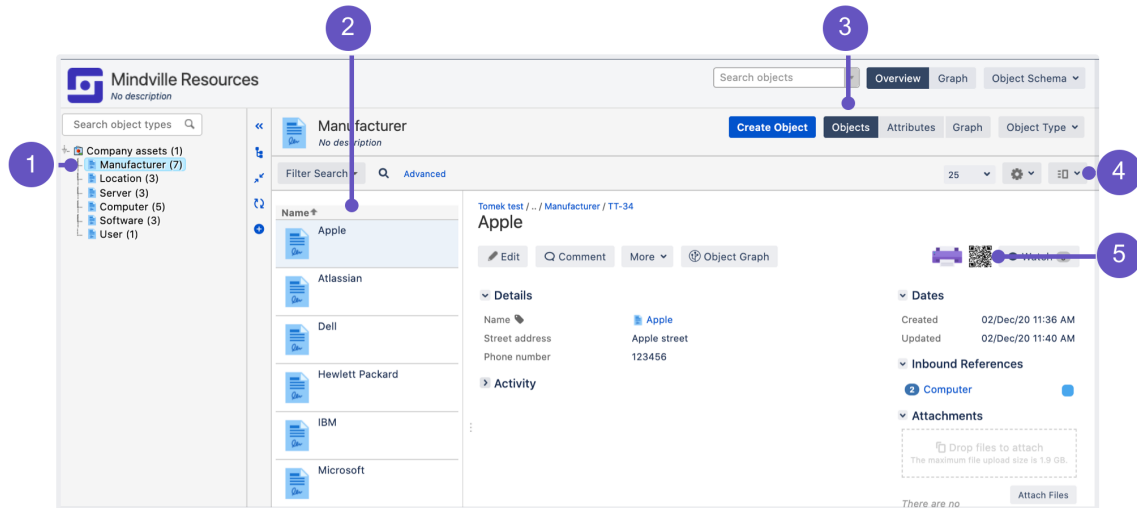 2
3
Mindville Resources
No description
Search objects
Overview Graph Object Schema
Search object types
Company assets (1)
Manufacturer (7)
Location (3)
Server (3)
Computer (5)
Software (3)
User (1)
1
Manufacturer
No description
Create Object Objects Attributes Graph Object Type
Filter Search Advanced
25
4
Name
Apple
Atlassian
Dell
Hewlett Packard
IBM
Microsoft
Tomek test / .. / Manufacturer / TT-34
Apple
Edit Comment More Object Graph
Watch
5
Details
Name Apple
Street address Apple street
Phone number 123456
Activity
Dates
Created 02/Dec/20 11:36 AM
Updated 02/Dec/20 11:40 AM
Inbound References
2 Computer
Attachments
Drop files to attach
The maximum file upload size is 1.9 GB.
Attach Files
There are no